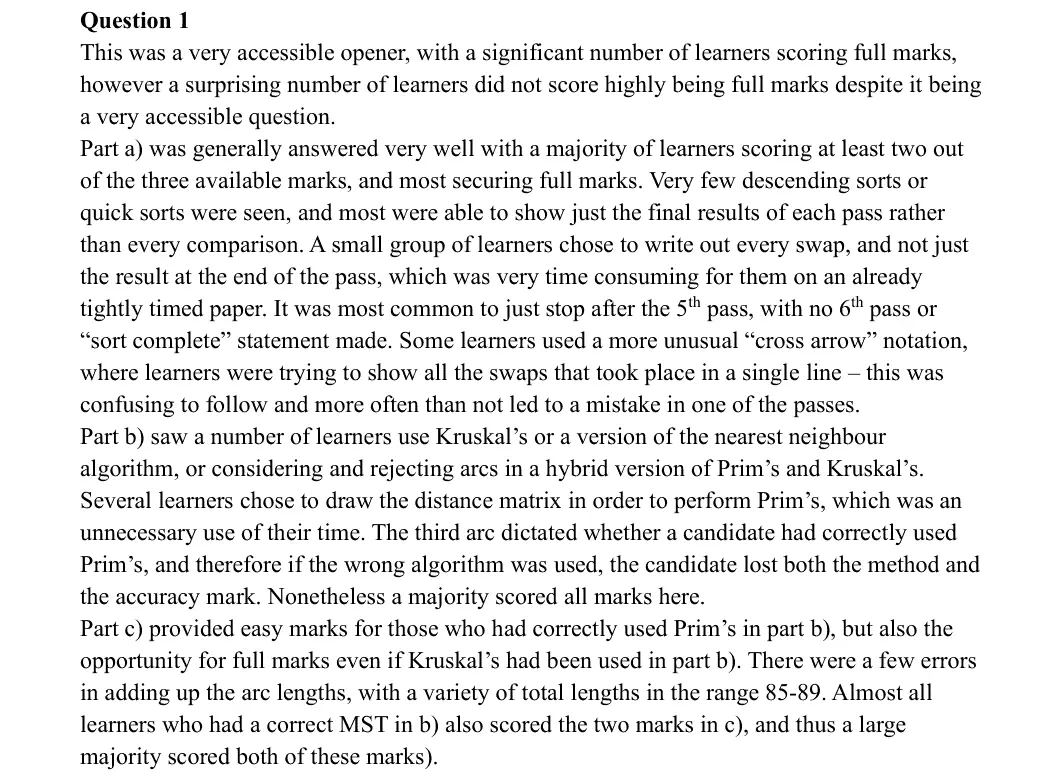 Question 1
This was a very accessible opener, with a significant number of learners scoring full marks,
however a surprising number of learners did not score highly being full marks despite it being
a very accessible question.
Part a) was generally answered very well with a majority of learners scoring at least two out
of the three available marks, and most securing full marks. Very few descending sorts or
quick sorts were seen, and most were able to show just the final results of each pass rather
than every comparison. A small group of learners chose to write out every swap, and not just
the result at the end of the pass, which was very time consuming for them on an already
tightly timed paper. It was most common to just stop after the 5th pass, with no 6th pass or
“sort complete” statement made. Some learners used a more unusual “cross arrow” notation,
where learners were trying to show all the swaps that took place in a single line – this was
confusing to follow and more often than not led to a mistake in one of the passes.
Part b) saw a number of learners use Kruskal’s or a version of the nearest neighbour
algorithm, or considering and rejecting arcs in a hybrid version of Prim’s and Kruskal’s.
Several learners chose to draw the distance matrix in order to perform Prim’s, which was an
unnecessary use of their time. The third arc dictated whether a candidate had correctly used
Prim’s, and therefore if the wrong algorithm was used, the candidate lost both the method and
the accuracy mark. Nonetheless a majority scored all marks here.
Part c) provided easy marks for those who had correctly used Prim’s in part b), but also the
opportunity for full marks even if Kruskal’s had been used in part b). There were a few errors
in adding up the arc lengths, with a variety of total lengths in the range 85-89. Almost all
learners who had a correct MST in b) also scored the two marks in c), and thus a large
majority scored both of these marks).